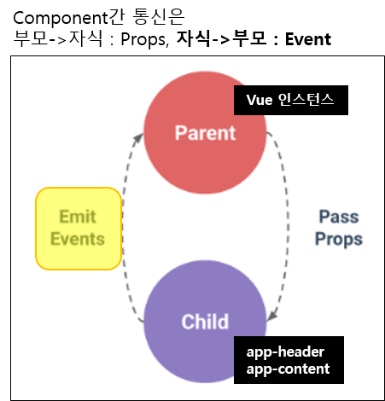 Component간 통신은
부모->자식 : Props, 자식->부모 : Event
Vue 인스턴스
Parent
Emit
Events
Pass
Props
Child
app-header
app-content